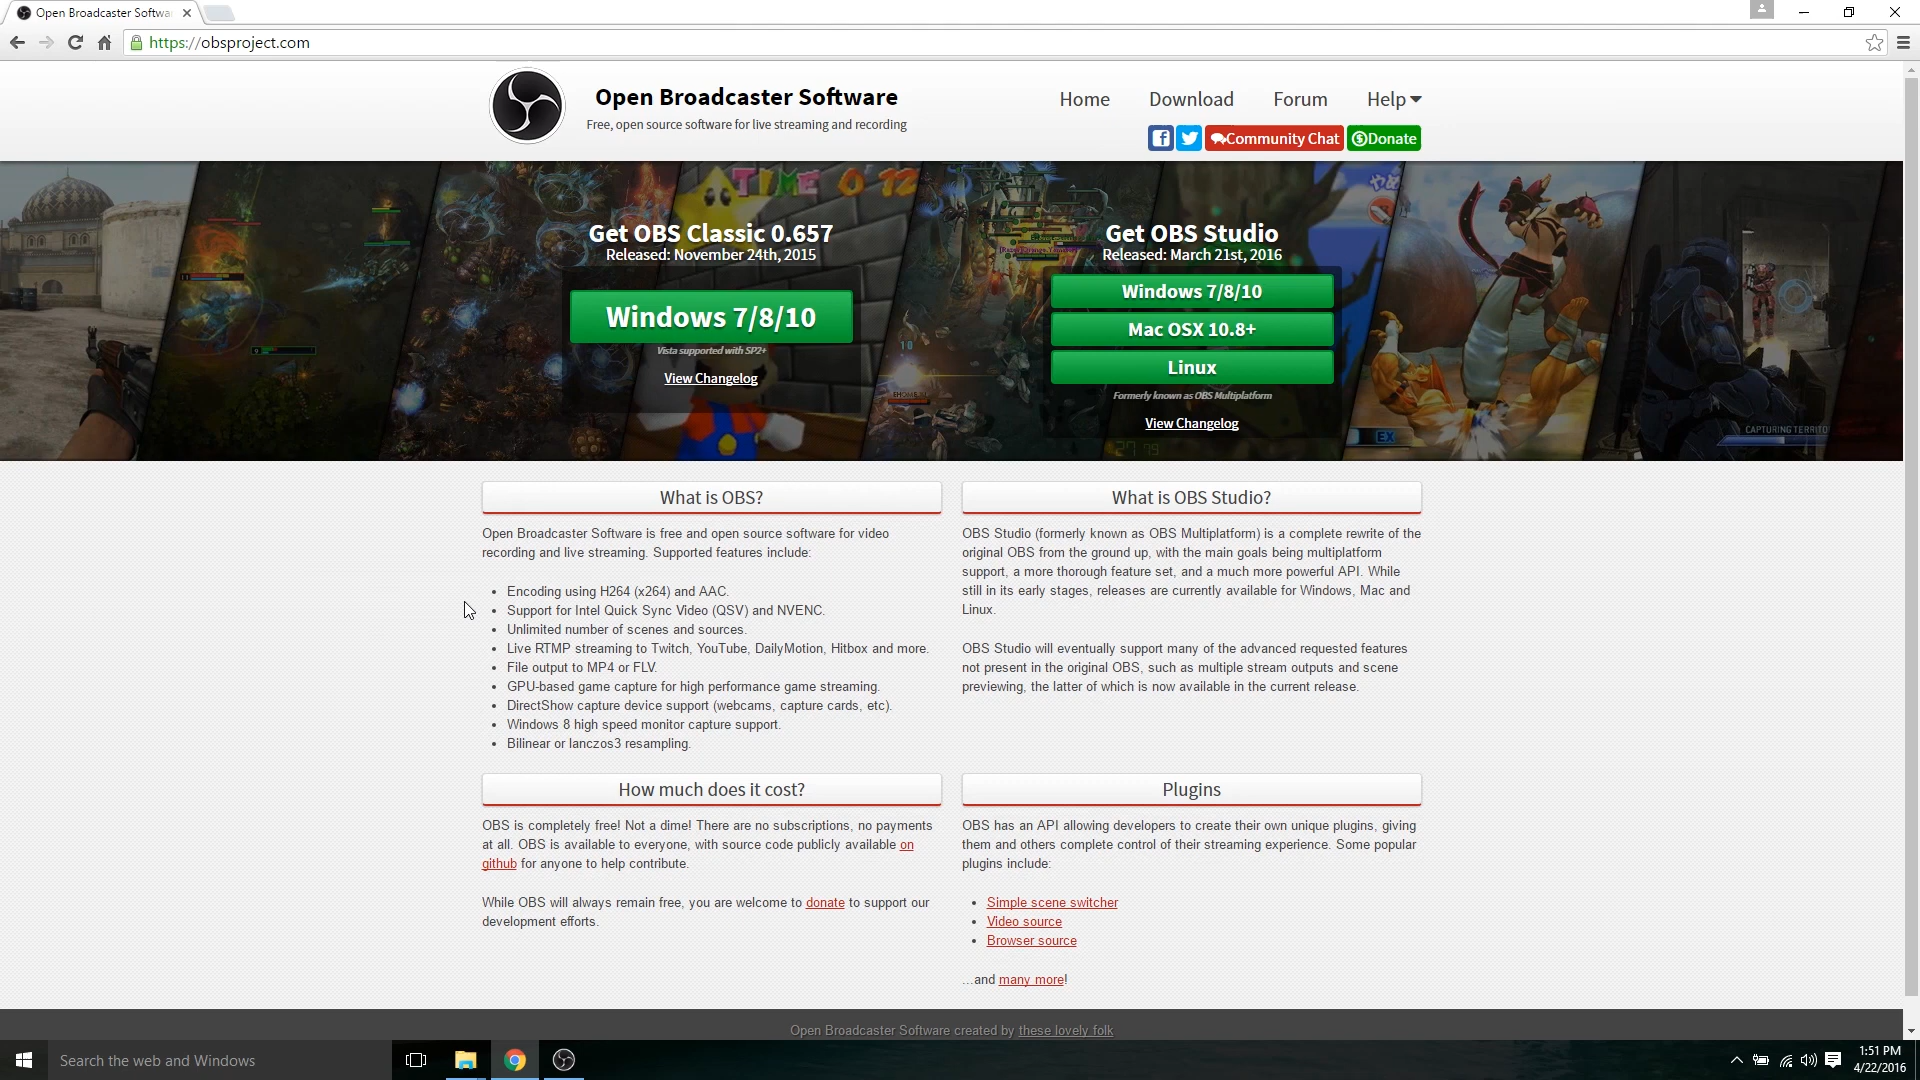 Open Broadcaster Softwa
https://obsproject.com
Open Broadcaster Software
Free, open source software for live streaming and recording
Home
Download
Forum
Help
Community Chat
Donate
TIME 0 72
Get OBS Classic 0.657
Released: November 24th, 2015
Windows 7/8/10
Vista supported with SP2+
View Changelog
Get OBS Studio
Released: March 21st, 2016
Windows 7/8/10
Mac OSX 10.8+
Linux
Formerly known as OBS Multiplatform
View Changelog
EX
CAPTURING TERRITO
What is OBS?
Open Broadcaster Software is free and open source software for video
recording and live streaming. Supported features include:
Encoding using H264 (x264) and AAC.
Support for Intel Quick Sync Video (QSV) and NVENC.
Unlimited number of scenes and sources.
Live RTMP streaming to Twitch, YouTube, DailyMotion, Hitbox and more.
File output to MP4 or FLV.
GPU-based game capture for high performance game streaming.
DirectShow capture device support (webcams, capture cards, etc).
Windows 8 high speed monitor capture support.
Bilinear or lanczos3 resampling.
What is OBS Studio?
OBS Studio (formerly known as OBS Multiplatform) is a complete rewrite of the
original OBS from the ground up, with the main goals being multiplatform
support, a more thorough feature set, and a much more powerful API. While
still in its early stages, releases are currently available for Windows, Mac and
Linux.
OBS Studio will eventually support many of the advanced requested features
not present in the original OBS, such as multiple stream outputs and scene
previewing, the latter of which is now available in the current release.
How much does it cost?
OBS is completely free! Not a dime! There are no subscriptions, no payments
at all. OBS is available to everyone, with source code publicly available on
github for anyone to help contribute.
While OBS will always remain free, you are welcome to donate to support our
development efforts.
Plugins
OBS has an API allowing developers to create their own unique plugins, giving
them and others complete control of their streaming experience. Some popular
plugins include:
Simple scene switcher
Video source
Browser source
...and many more!
Open Broadcaster Software created by these lovely folk
Search the web and Windows
1:51 PM
4/22/2016